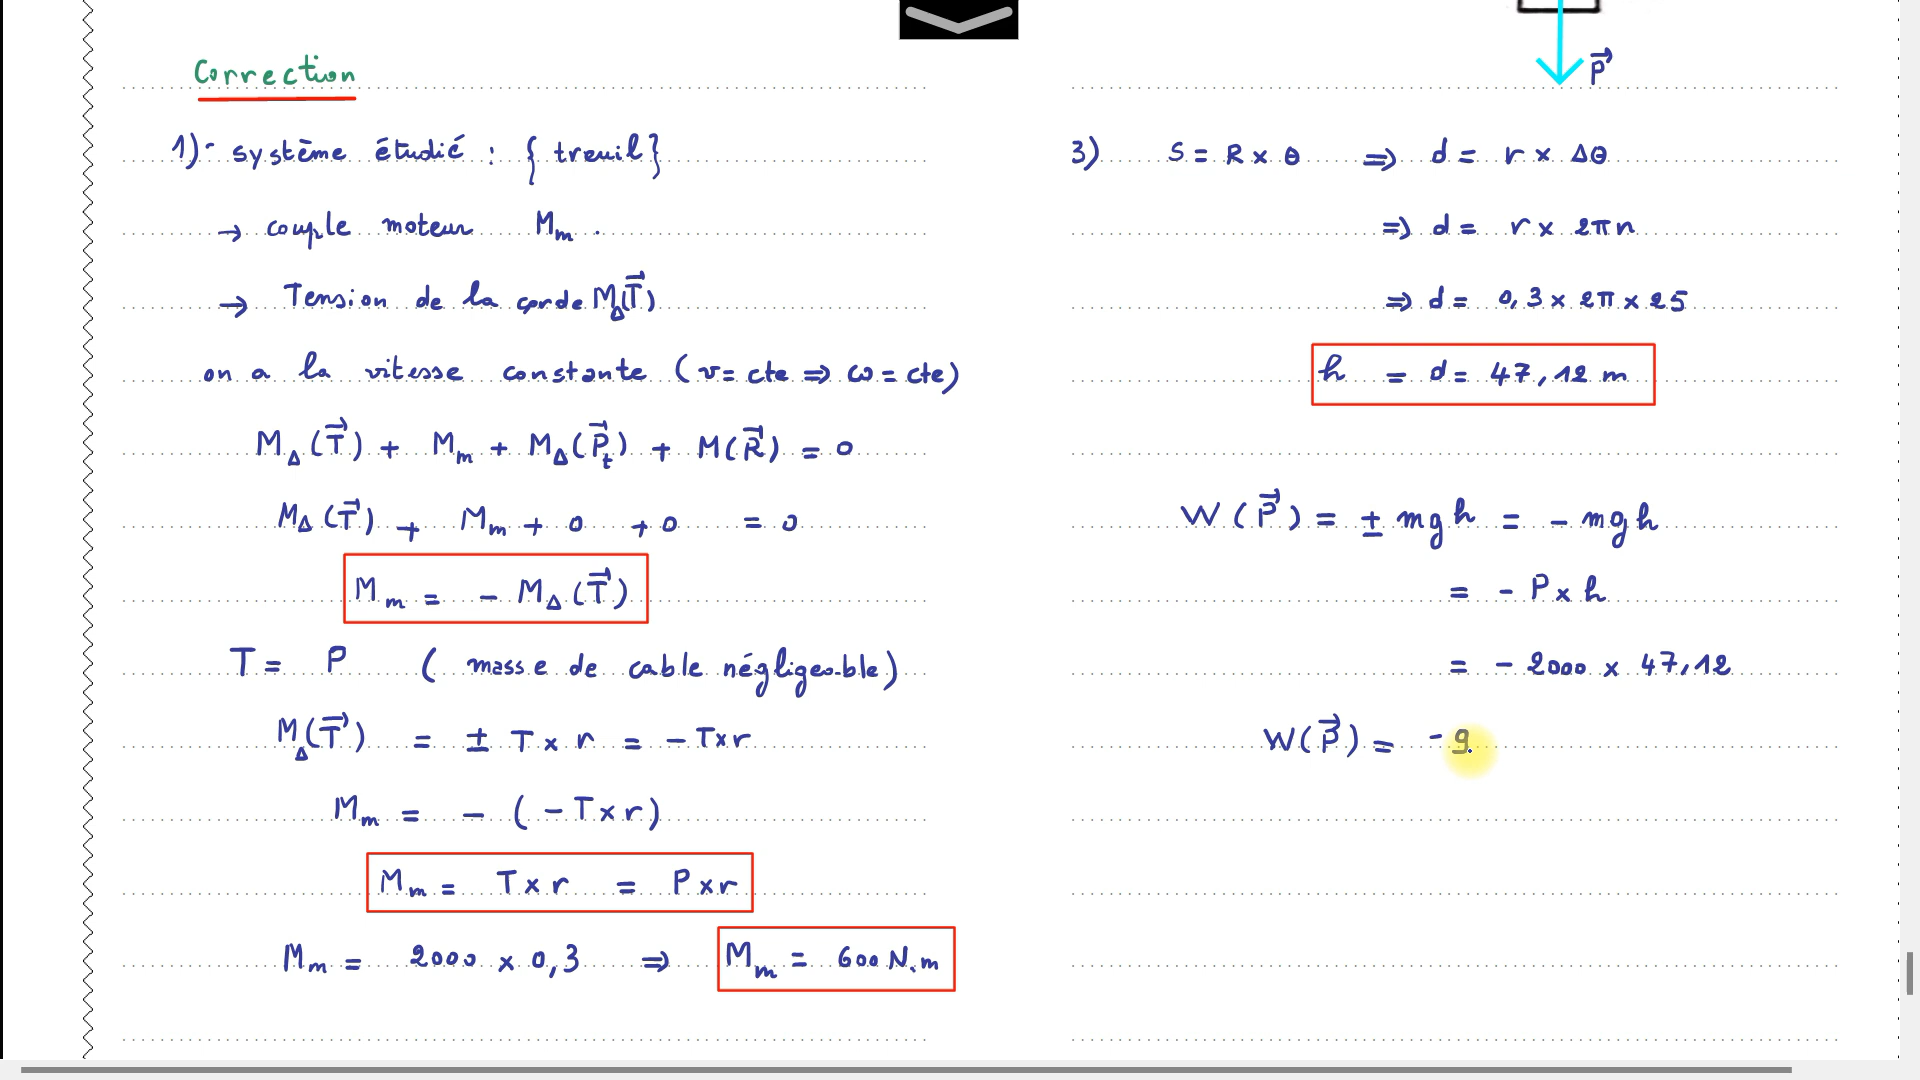 Correction
1)- système étudié : { treuil }
→ couple moteur Mm .
→ Tension de la corde MΔ(T⃗)
on a la vitesse constante ( v= cte ⇒ ω = cte)
MΔ(T⃗) + Mm + MΔ(P⃗t) + M(R⃗) = 0
MΔ(T⃗) + Mm + 0 + 0 = 0
Mm = - MΔ(T⃗)
T = P ( masse de cable négligeable )
MΔ(T⃗) = ± T × r = - T×r
Mm = - ( - T × r )
Mm = T × r = P × r
Mm = 2000 × 0,3 ⇒ Mm = 600 N.m
P⃗
3) S = R × θ ⇒ d = r × Δθ
⇒ d = r × 2πn
⇒ d = 0,3 × 2π × 25
h = d = 47,12 m
W(P⃗) = ± mgh = - mgh
= - P × h
= - 2000 × 47,12
W(P⃗) = - 9